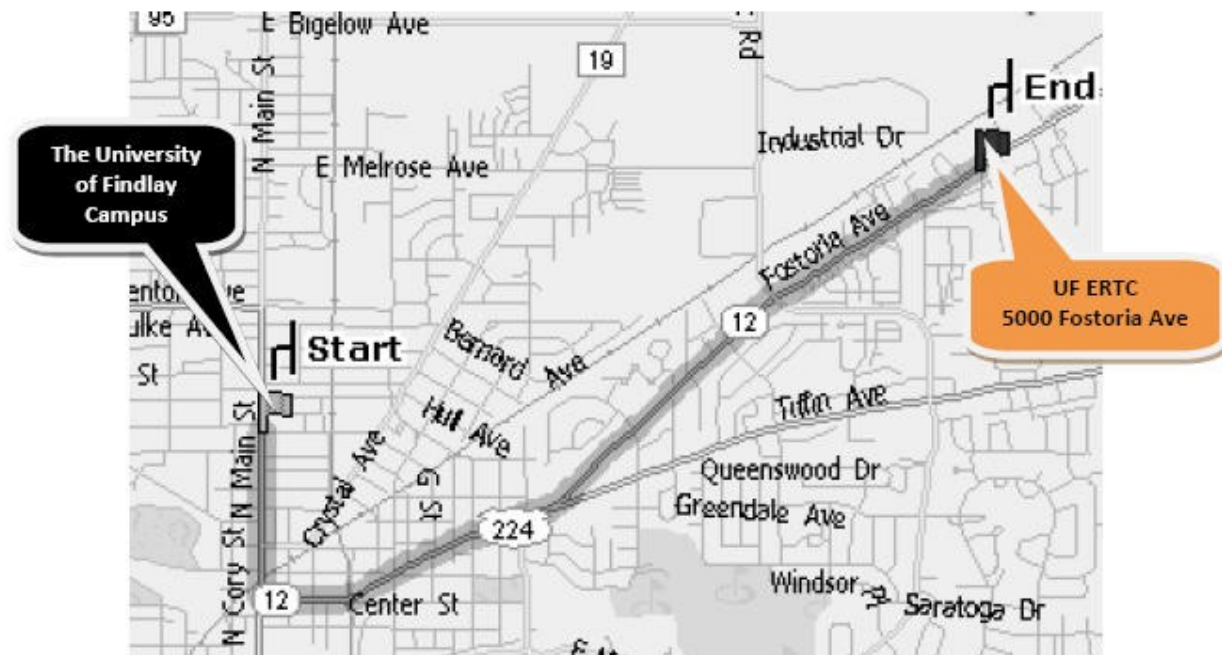 95
E Bigelow Ave
19
Rd
N Main St
End
The University
of Findlay
Campus
E Melrose Ave
Industrial Dr
Fostoria Ave
UF ERTC
5000 Fostoria Ave
12
Start
Bernard Ave
St
Hull Ave
Tiffin Ave
N Main St
Crystal Ave
G St
Queenswood Dr
Greendale Ave
224
N Cory St
12
Center St
Windsor Pl
Saratoga Dr